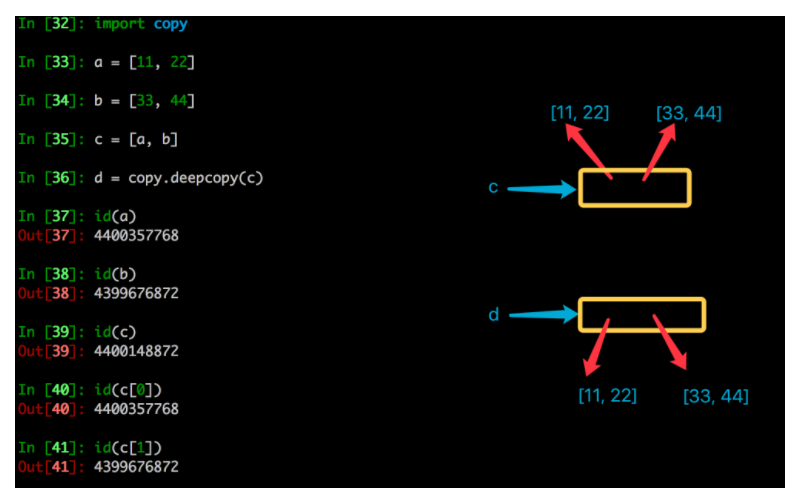 In [32]: import copy
In [33]: a = [11, 22]
In [34]: b = [33, 44]
In [35]: c = [a, b]
In [36]: d = copy.deepcopy(c)
In [37]: id(a)
Out[37]: 4400357768
In [38]: id(b)
Out[38]: 4399676872
In [39]: id(c)
Out[39]: 4400148872
In [40]: id(c[0])
Out[40]: 4400357768
In [41]: id(c[1])
Out[41]: 4399676872
[11, 22] [33, 44]
c
d
[11, 22] [33, 44]